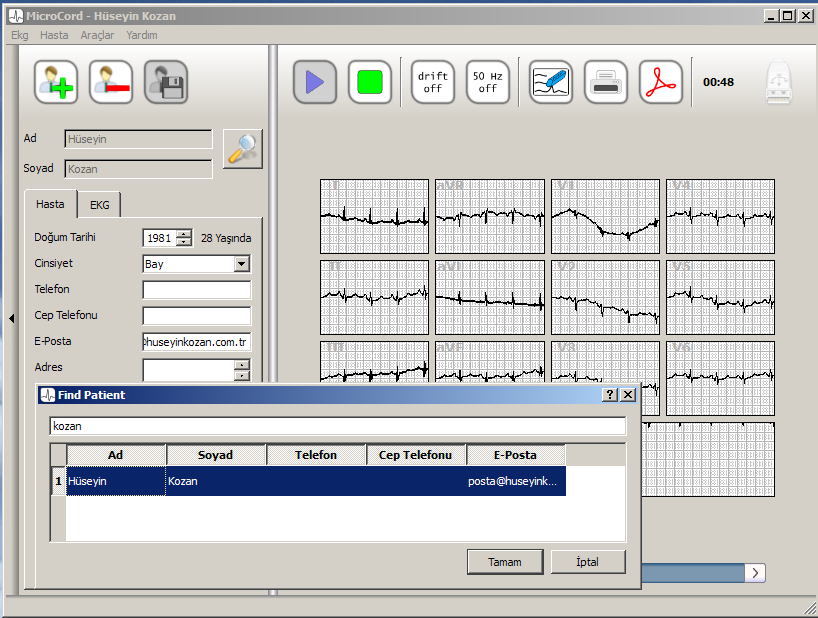 MicroCord - Hüseyin Kozan
Ekg Hasta Araçlar Yardım
drift off
50 Hz off
00:48
Ad Hüseyin
Soyad Kozan
Hasta EKG
Doğum Tarihi 1981 28 Yaşında
Cinsiyet Bay
Telefon
Cep Telefonu
E-Posta @huseyinkozan.com.tr
Adres
I aVR V1 V4
II aVL V2 V5
III aVF V3 V6
Find Patient
kozan
Ad Soyad Telefon Cep Telefonu E-Posta
1 Hüseyin Kozan posta@huseyink...
Tamam İptal